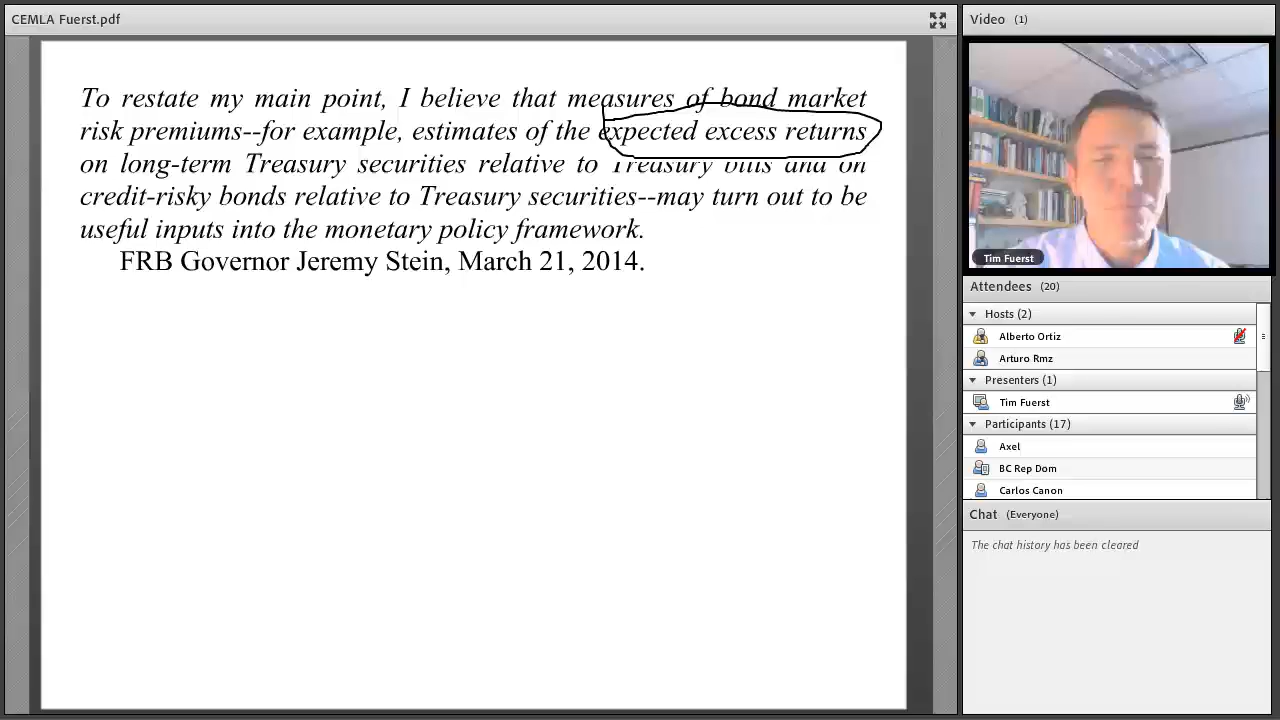 CEMLA Fuerst.pdf
To restate my main point, I believe that measures of bond market
risk premiums--for example, estimates of the expected excess returns
on long-term Treasury securities relative to Treasury bills and on
credit-risky bonds relative to Treasury securities--may turn out to be
useful inputs into the monetary policy framework.
FRB Governor Jeremy Stein, March 21, 2014.
Video (1)
Tim Fuerst
Attendees (20)
Hosts (2)
Alberto Ortiz
Arturo Rmz
Presenters (1)
Tim Fuerst
Participants (17)
Axel
BC Rep Dom
Carlos Canon
Chat (Everyone)
The chat history has been cleared